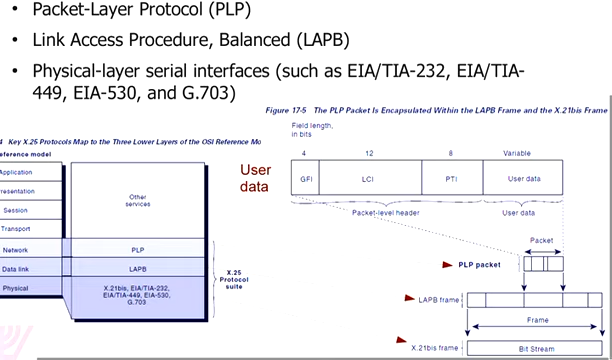 • Packet-Layer Protocol (PLP)
• Link Access Procedure, Balanced (LAPB)
• Physical-layer serial interfaces (such as EIA/TIA-232, EIA/TIA-
449, EIA-530, and G.703)
Figure 17-5 The PLP Packet Is Encapsulated Within the LAPB Frame and the X.21bis Frame
Field length,
in bits
4 12 8 Variable
User
data
GFI LCI PTI User data
Packet-level header User data
Packet
PLP packet
LAPB frame
Frame
X.21bis frame Bit Stream
4 Key X.25 Protocols Map to the Three Lower Layers of the OSI Reference Mo
eference model
Application
resentation
Session
Transport
Other
services
Network PLP
Data link LAPB
Physical
X.21bis, EIA/TIA-232,
EIA/TIA-449, EIA-530,
G.703
X.25
Protocol
suite